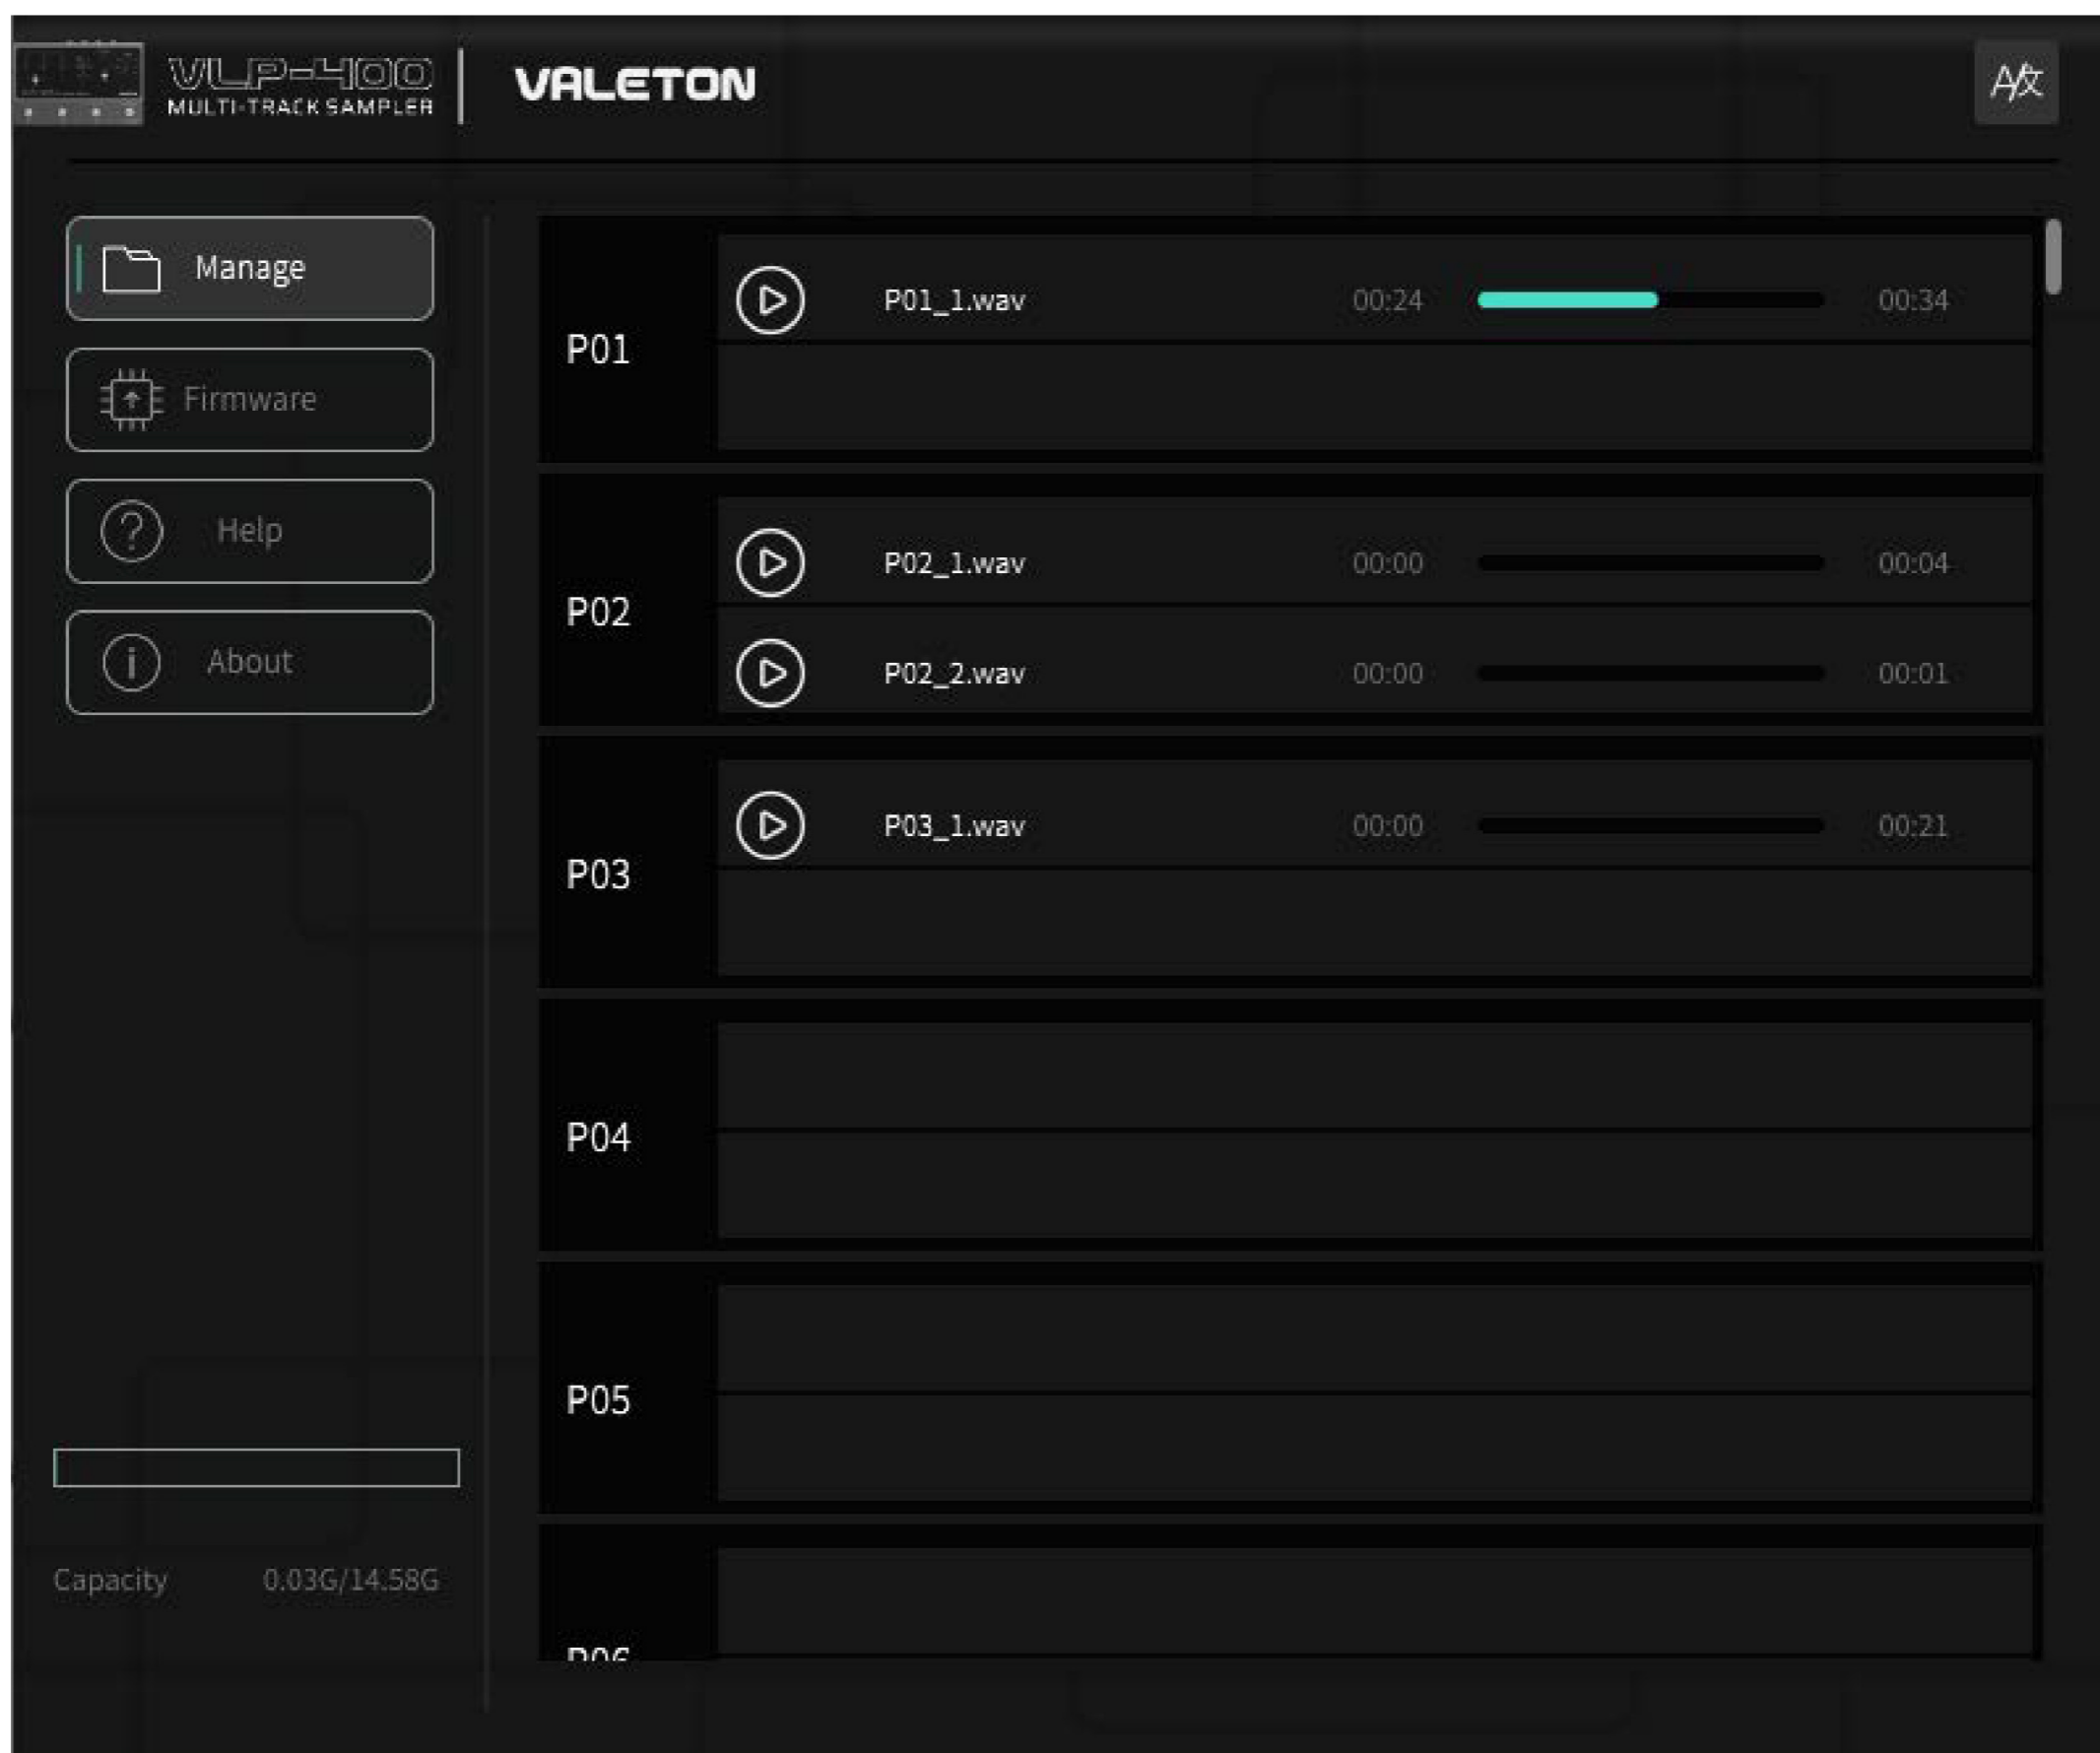 VLP-400
MULTI-TRACK SAMPLER
VALETON
A/文
Manage
Firmware
Help
About
P01
P01_1.wav 00:24 00:34
P02
P02_1.wav 00:00 00:04
P02_2.wav 00:00 00:01
P03
P03_1.wav 00:00 00:21
P04
P05
P06
Capacity 0.03G/14.58G